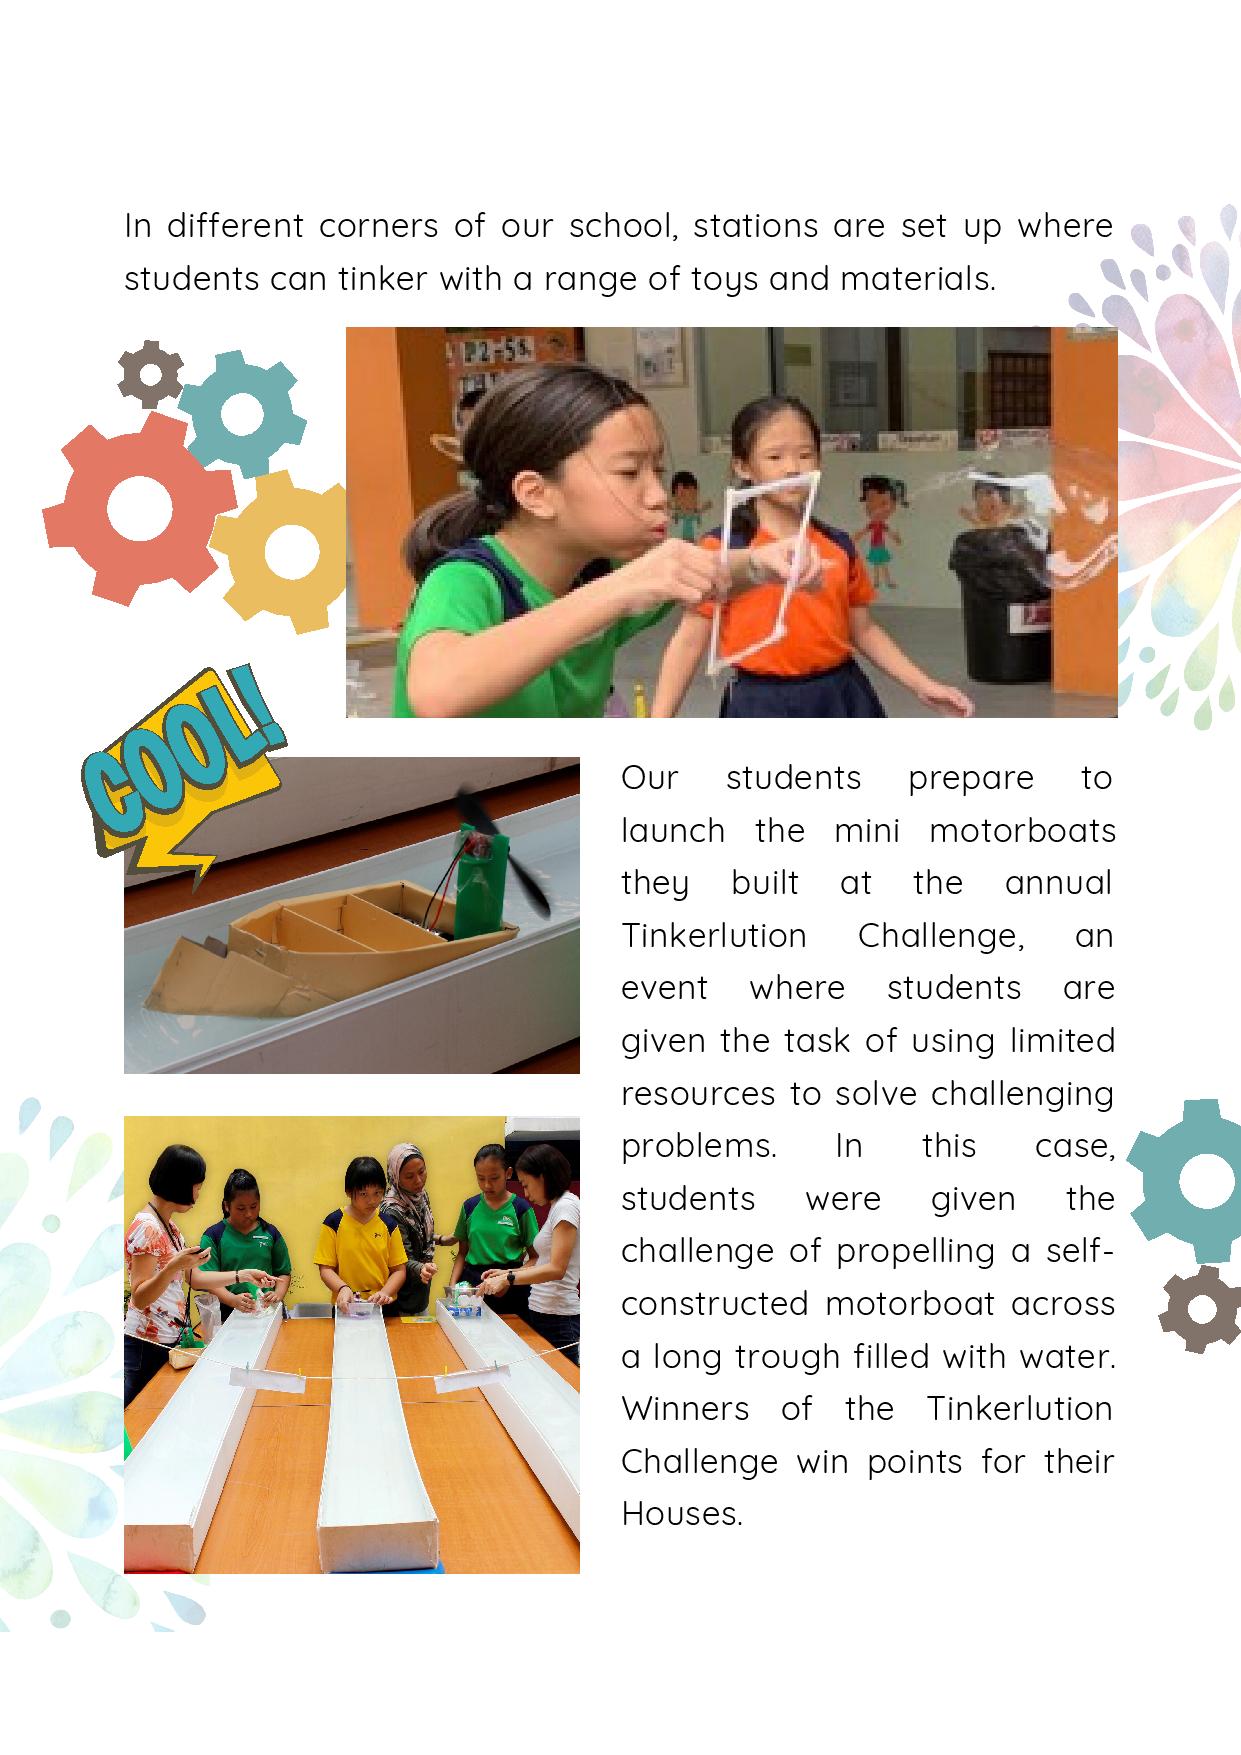 In different corners of our school, stations are set up where
students can tinker with a range of toys and materials.
P2-5s.
COOL!
Our students prepare to
launch the mini motorboats
they built at the annual
Tinkerlution Challenge, an
event where students are
given the task of using limited
resources to solve challenging
problems. In this case,
students were given the
challenge of propelling a self-
constructed motorboat across
a long trough filled with water.
Winners of the Tinkerlution
Challenge win points for their
Houses.